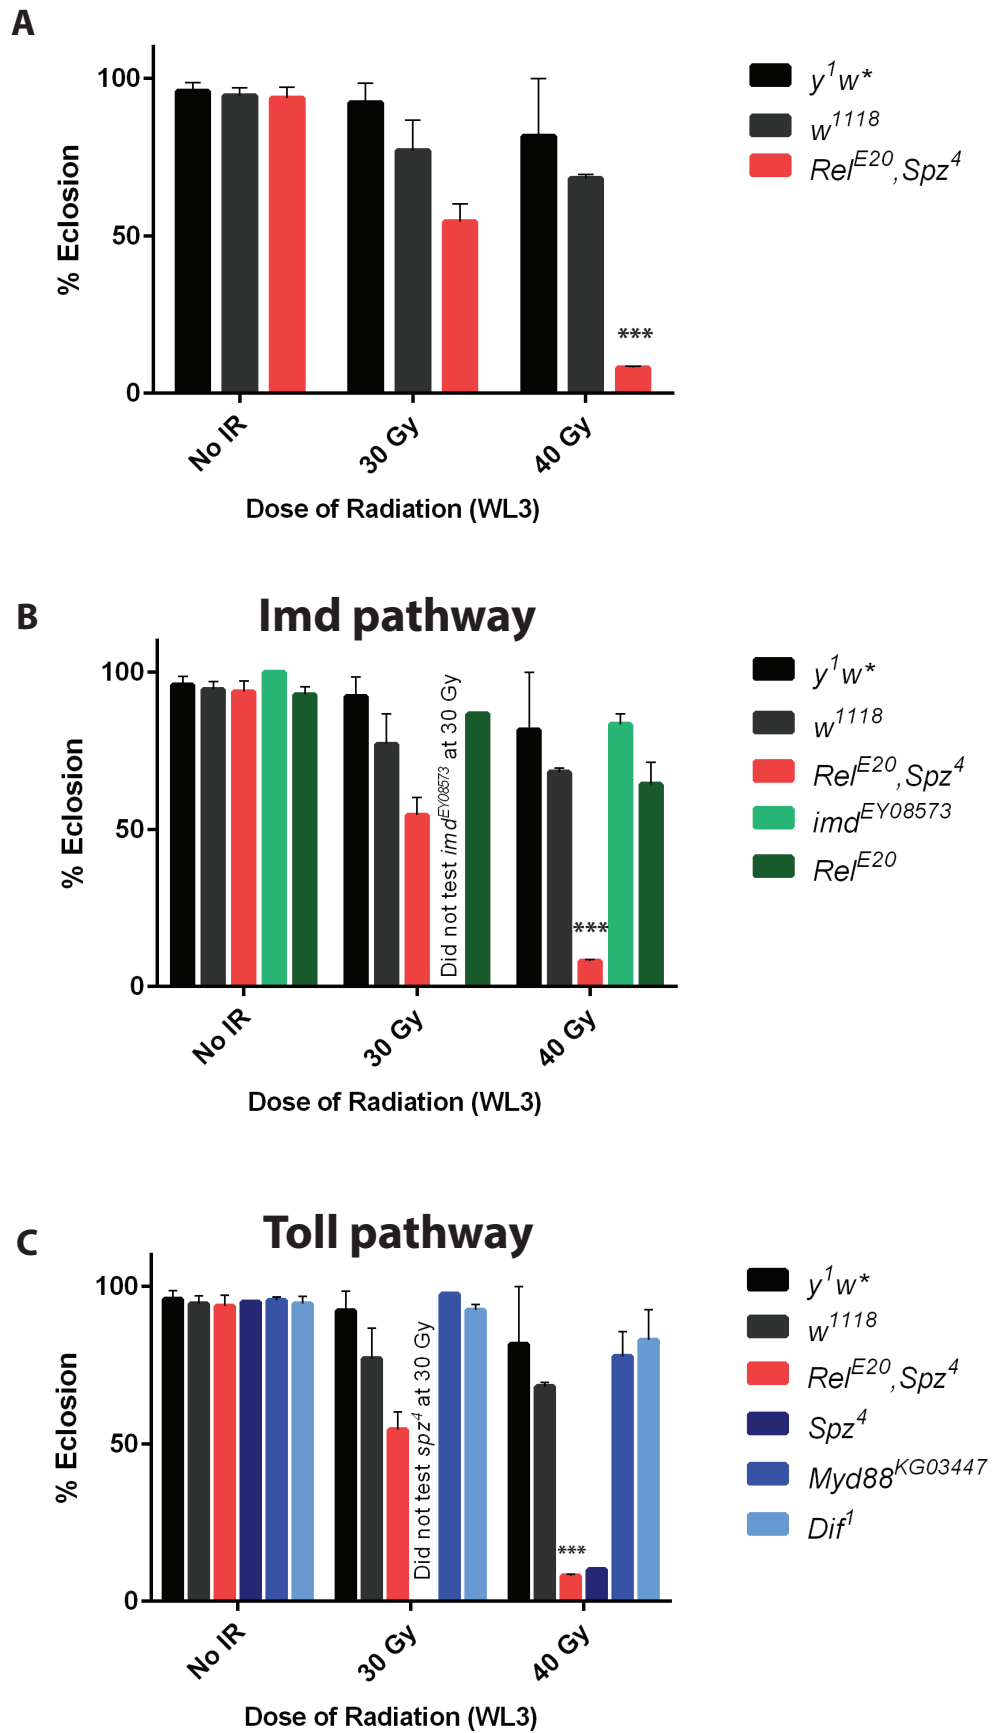 A
100
50
0
% Eclosion
No IR
30 Gy
40 Gy
***
Dose of Radiation (WL3)
y¹w*
w¹¹¹⁸
Relᴱ²⁰,Spz⁴
B
Imd pathway
100
50
0
% Eclosion
Did not test imdᴱʸ⁰⁸⁵⁷³ at 30 Gy
***
No IR
30 Gy
40 Gy
Dose of Radiation (WL3)
y¹w*
w¹¹¹⁸
Relᴱ²⁰,Spz⁴
imdᴱʸ⁰⁸⁵⁷³
Relᴱ²⁰
C
Toll pathway
100
50
0
% Eclosion
Did not test spz⁴ at 30 Gy
***
No IR
30 Gy
40 Gy
Dose of Radiation (WL3)
y¹w*
w¹¹¹⁸
Relᴱ²⁰,Spz⁴
Spz⁴
Myd88ᴷᴳ⁰³⁴⁴⁷
Dif¹